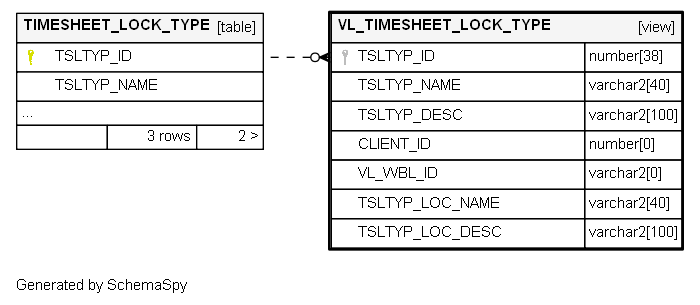 TIMESHEET_LOCK_TYPE [table]
TSLTYP_ID
TSLTYP_NAME
...
3 rows 2 >
VL_TIMESHEET_LOCK_TYPE [view]
TSLTYP_ID number[38]
TSLTYP_NAME varchar2[40]
TSLTYP_DESC varchar2[100]
CLIENT_ID number[0]
VL_WBL_ID varchar2[0]
TSLTYP_LOC_NAME varchar2[40]
TSLTYP_LOC_DESC varchar2[100]
Generated by SchemaSpy